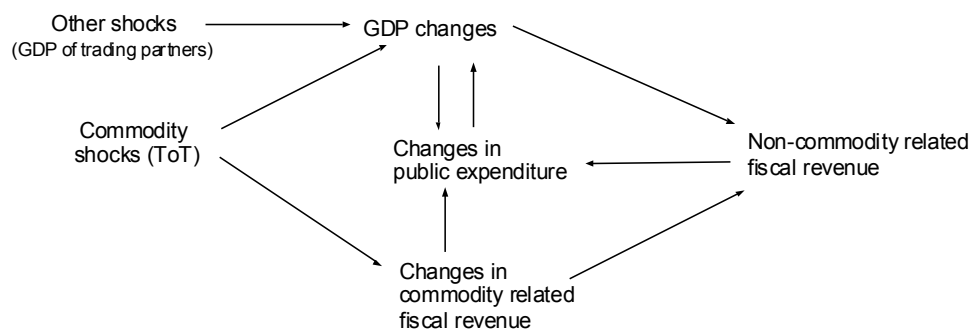 Other shocks
(GDP of trading partners)
GDP changes
Commodity
shocks (ToT)
Changes in
public expenditure
Non-commodity related
fiscal revenue
Changes in
commodity related
fiscal revenue